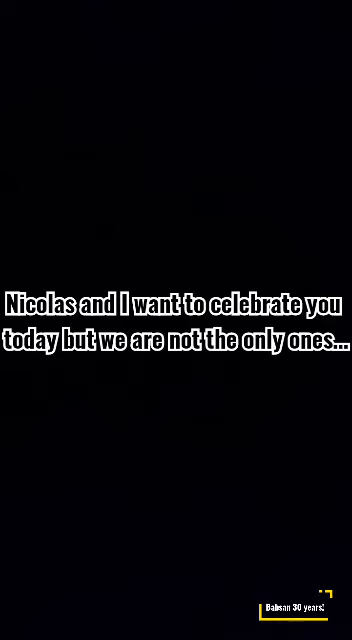 Nicolas and I want to celebrate you
today but we are not the only ones...
Babsan 30 years!